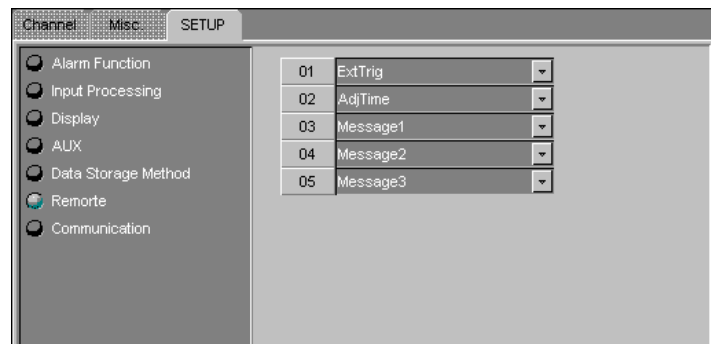 Channel Misc SETUP
Alarm Function
Input Processing
Display
AUX
Data Storage Method
Remorte
Communication
01 ExtTrig
02 AdjTime
03 Message1
04 Message2
05 Message3